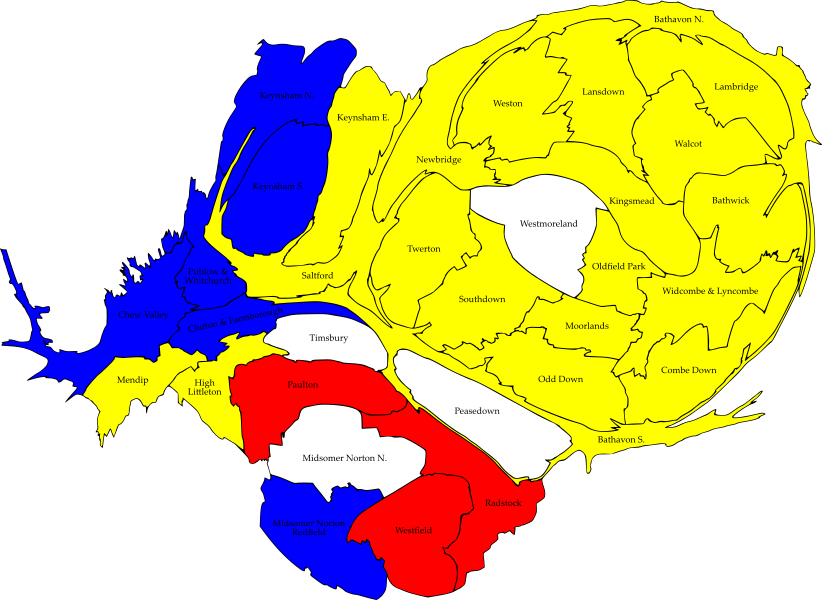 Bathavon N.
Keynsham N.
Weston
Lansdown
Lambridge
Keynsham E.
Walcot
Newbridge
Keynsham S.
Kingsmead
Bathwick
Westmoreland
Twerton
Publow &
Whitchurch
Saltford
Oldfield Park
Widcombe & Lyncombe
Southdown
Chew Valley
Clutton & Farmborough
Moorlands
Timsbury
Mendip
High
Littleton
Paulton
Odd Down
Combe Down
Peasedown
Bathavon S.
Midsomer Norton N.
Radstock
Midsomer Norton
Redfield
Westfield